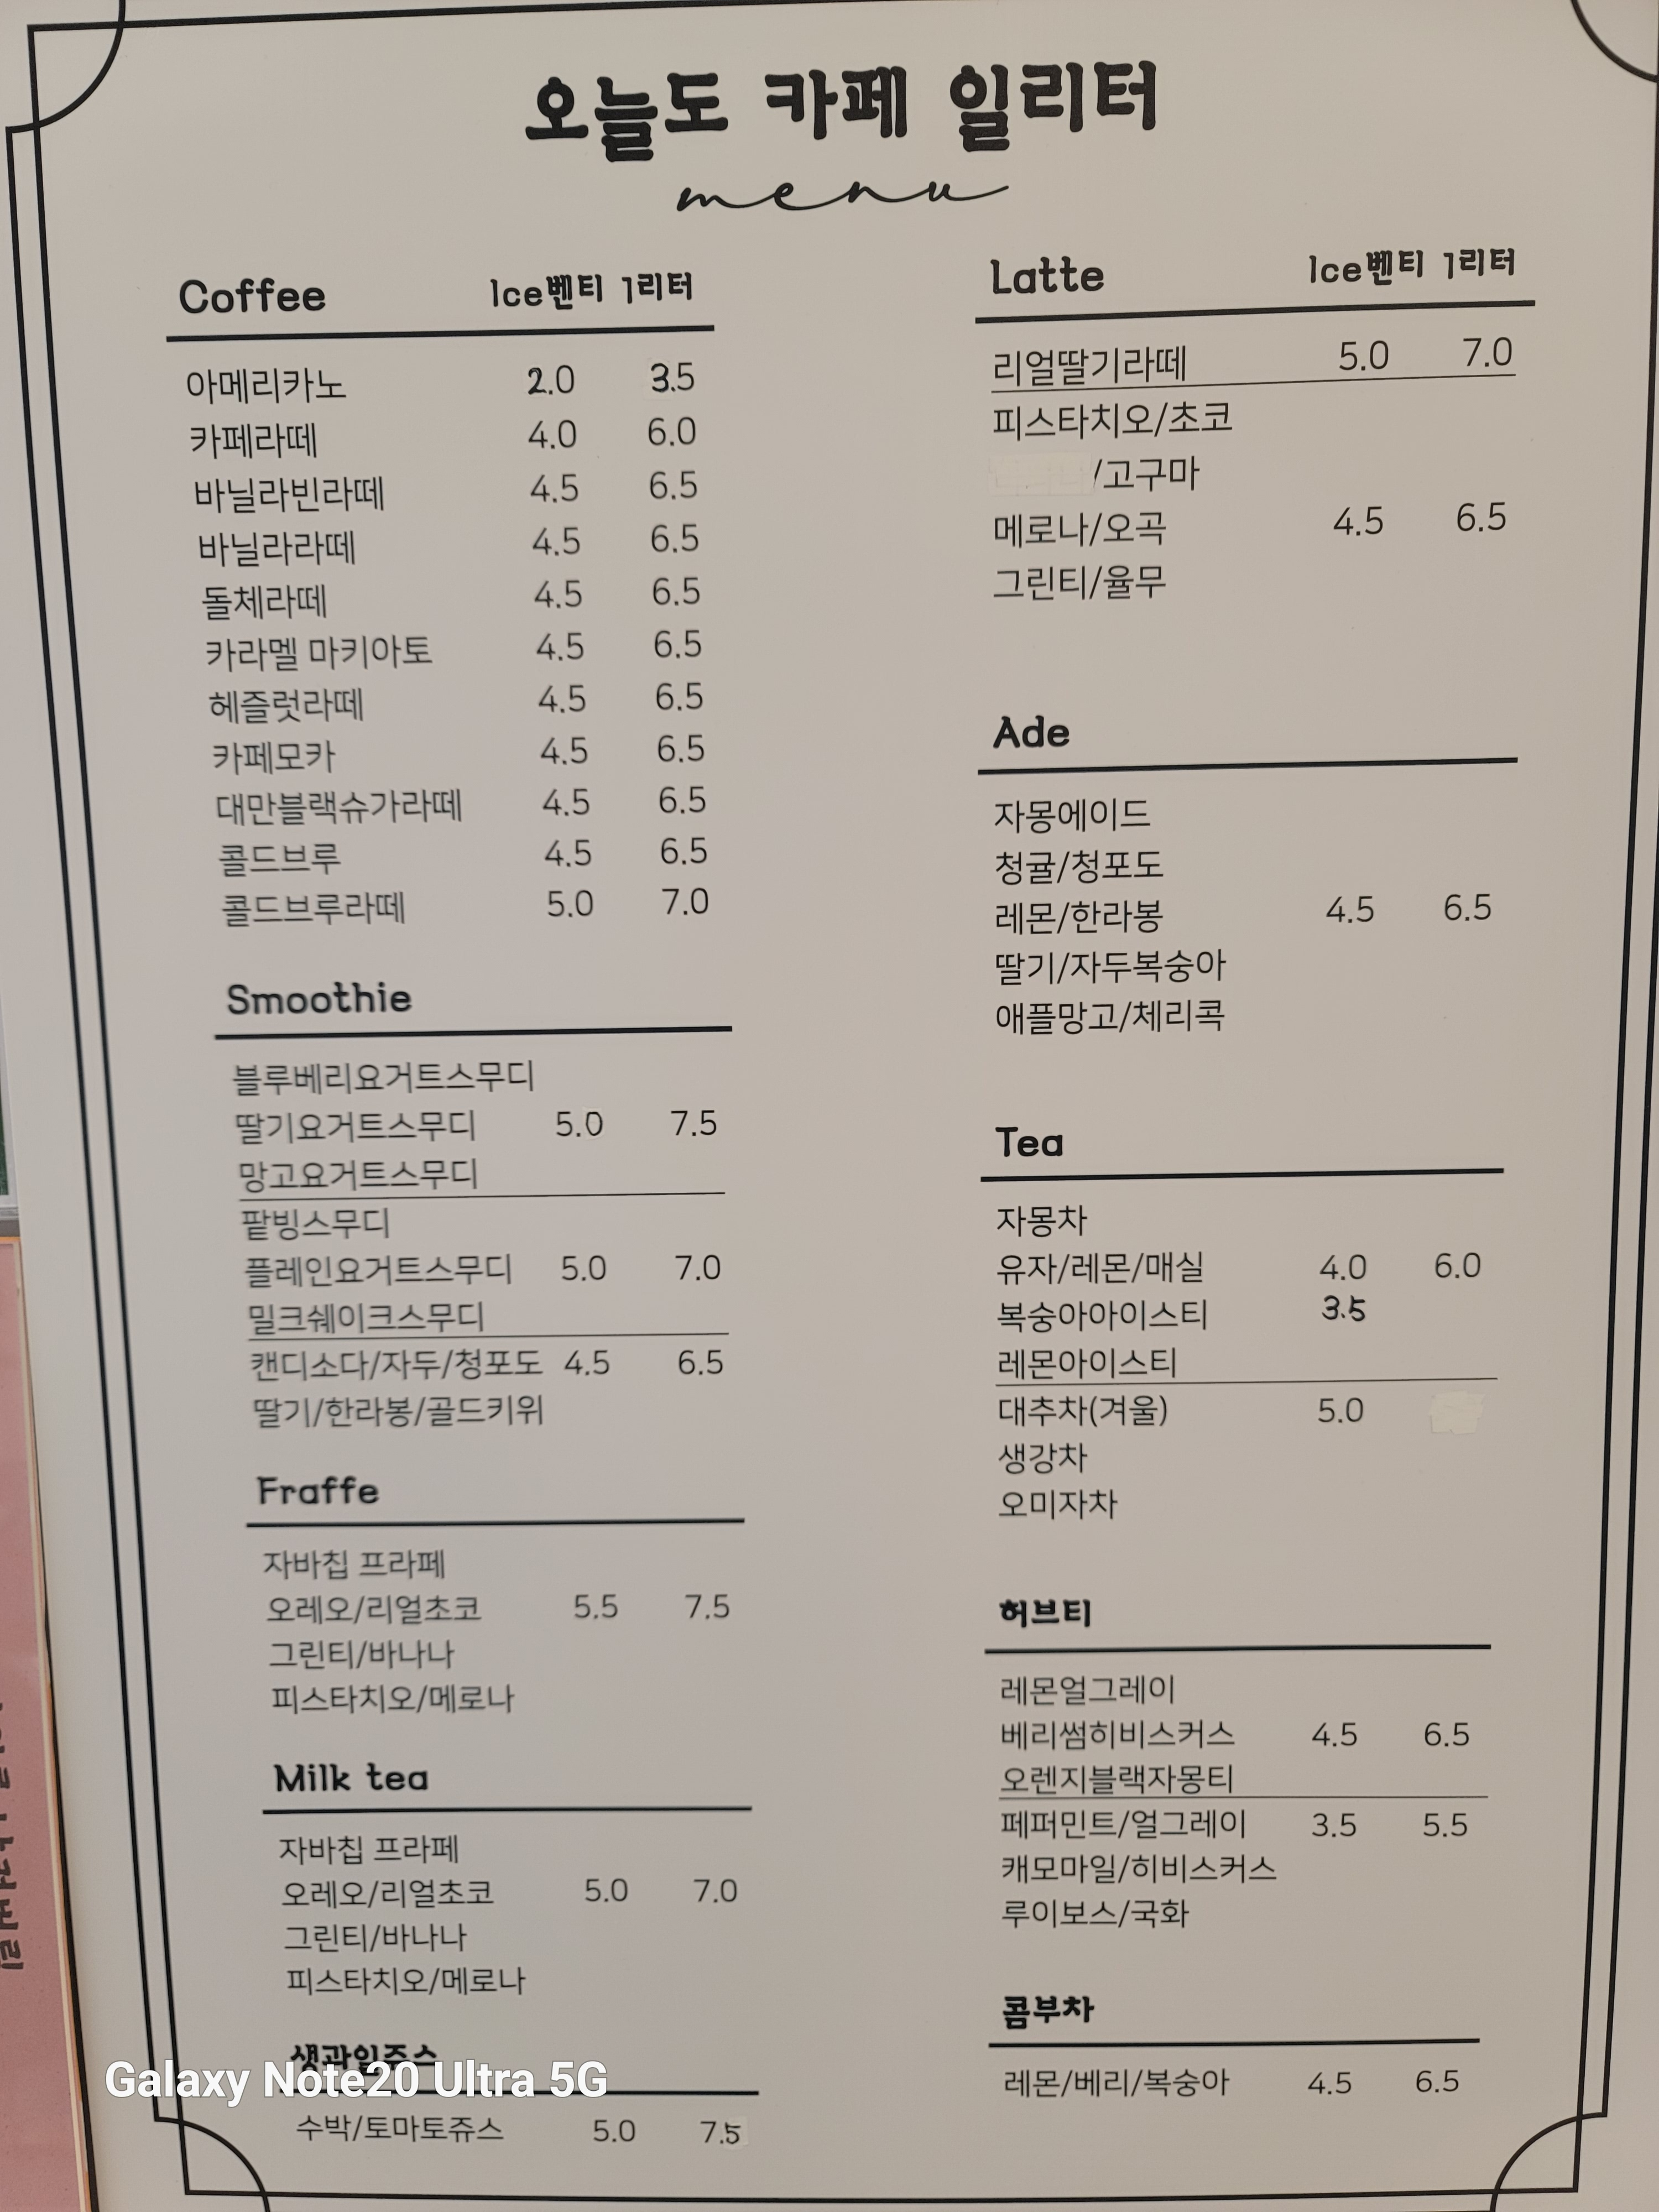 오늘도 카페 일리터
menu
Coffee Ice벤티 1리터
아메리카노 2.0 3.5
카페라떼 4.0 6.0
바닐라빈라떼 4.5 6.5
바닐라라떼 4.5 6.5
돌체라떼 4.5 6.5
카라멜 마키아토 4.5 6.5
헤즐럿라떼 4.5 6.5
카페모카 4.5 6.5
대만블랙슈가라떼 4.5 6.5
콜드브루 4.5 6.5
콜드브루라떼 5.0 7.0
Smoothie
블루베리요거트스무디
딸기요거트스무디 5.0 7.5
망고요거트스무디
팥빙스무디
플레인요거트스무디 5.0 7.0
밀크쉐이크스무디
캔디소다/자두/청포도 4.5 6.5
딸기/한라봉/골드키위
Fraffe
자바칩 프라페
오레오/리얼초코 5.5 7.5
그린티/바나나
피스타치오/메로나
Milk tea
자바칩 프라페
오레오/리얼초코 5.0 7.0
그린티/바나나
피스타치오/메로나
생과일쥬스
수박/토마토쥬스 5.0 7.5
Latte Ice벤티 1리터
리얼딸기라떼 5.0 7.0
피스타치오/초코
/고구마
메로나/오곡 4.5 6.5
그린티/율무
Ade
자몽에이드
청귤/청포도
레몬/한라봉 4.5 6.5
딸기/자두복숭아
애플망고/체리콕
Tea
자몽차
유자/레몬/매실 4.0 6.0
복숭아아이스티 3.5
레몬아이스티
대추차(겨울) 5.0
생강차
오미자차
허브티
레몬얼그레이
베리썸히비스커스 4.5 6.5
오렌지블랙자몽티
페퍼민트/얼그레이 3.5 5.5
캐모마일/히비스커스
루이보스/국화
콤부차
레몬/베리/복숭아 4.5 6.5
Galaxy Note20 Ultra 5G